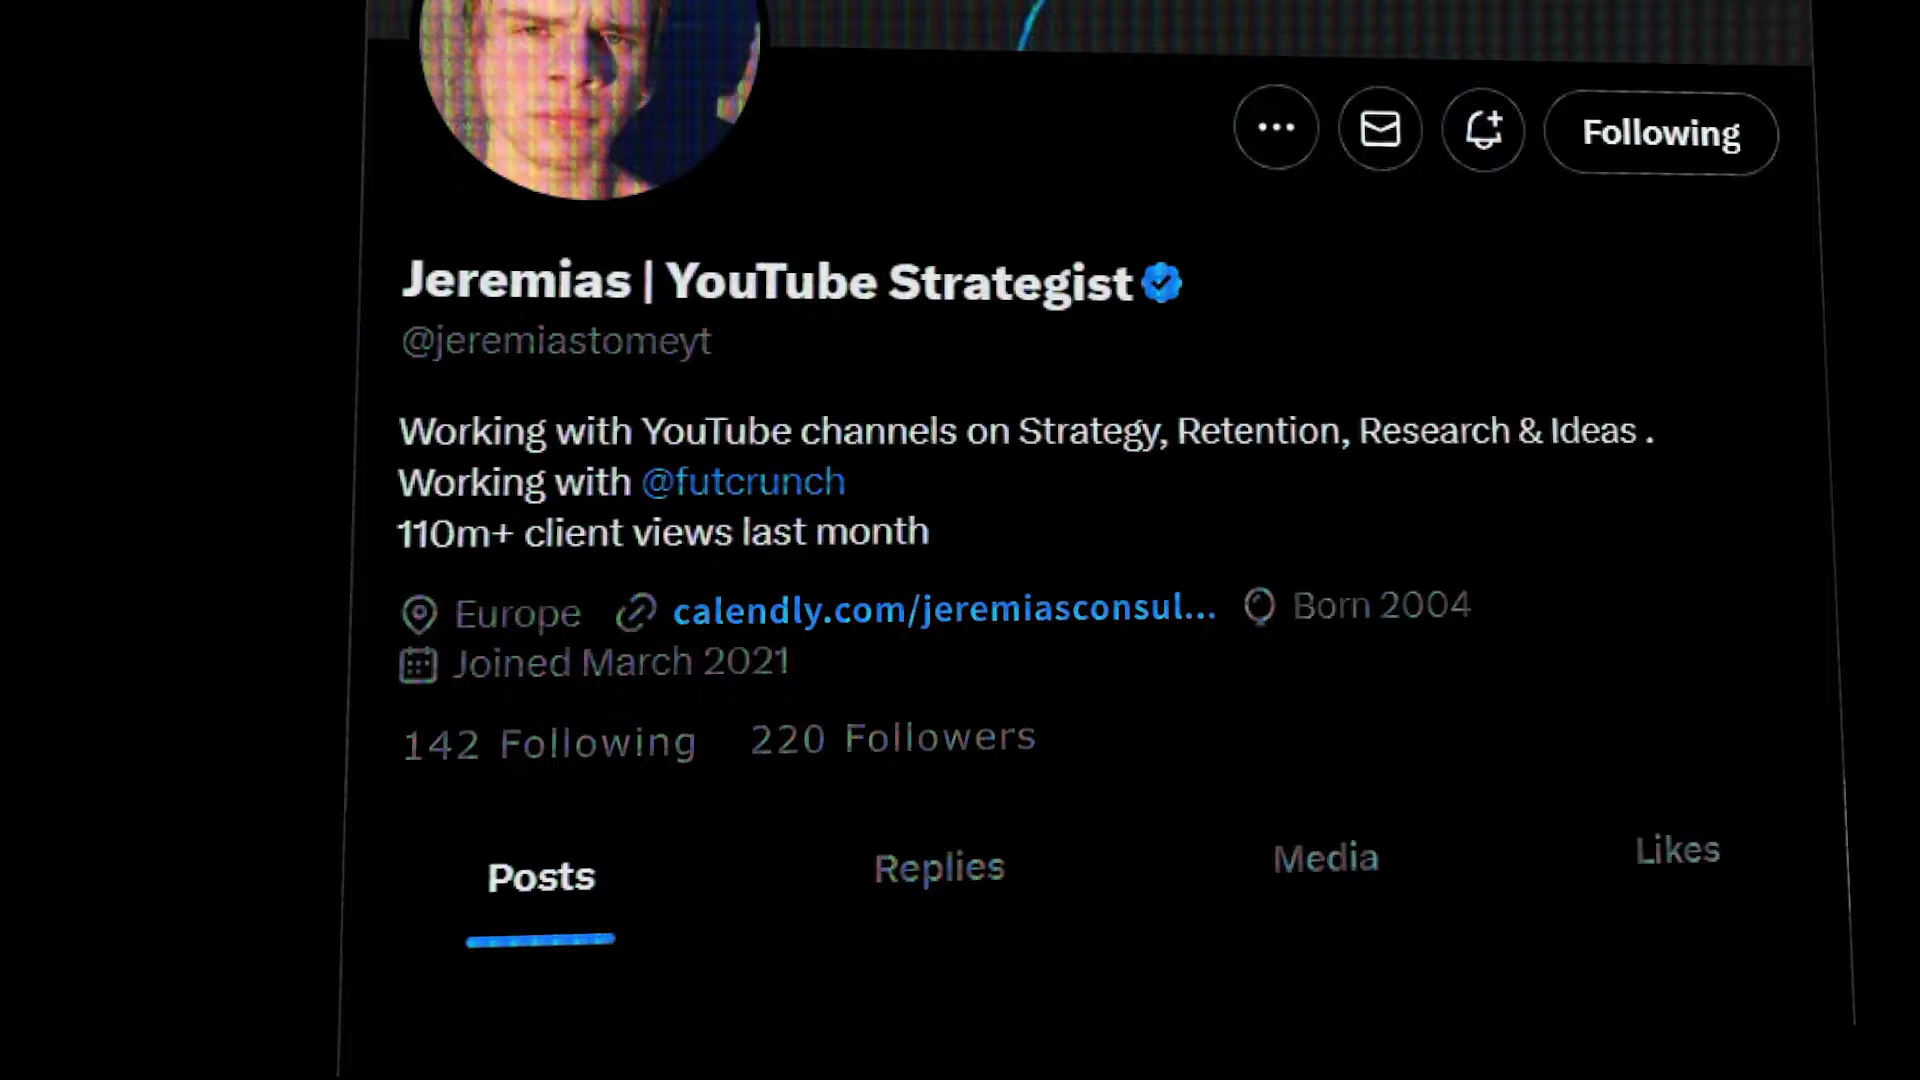 Following
Jeremias | YouTube Strategist
@jeremiastomeyt
Working with YouTube channels on Strategy, Retention, Research & Ideas .
Working with @futcrunch
110m+ client views last month
Europe calendly.com/jeremiasconsul... Born 2004
Joined March 2021
142 Following 220 Followers
Posts Replies Media Likes